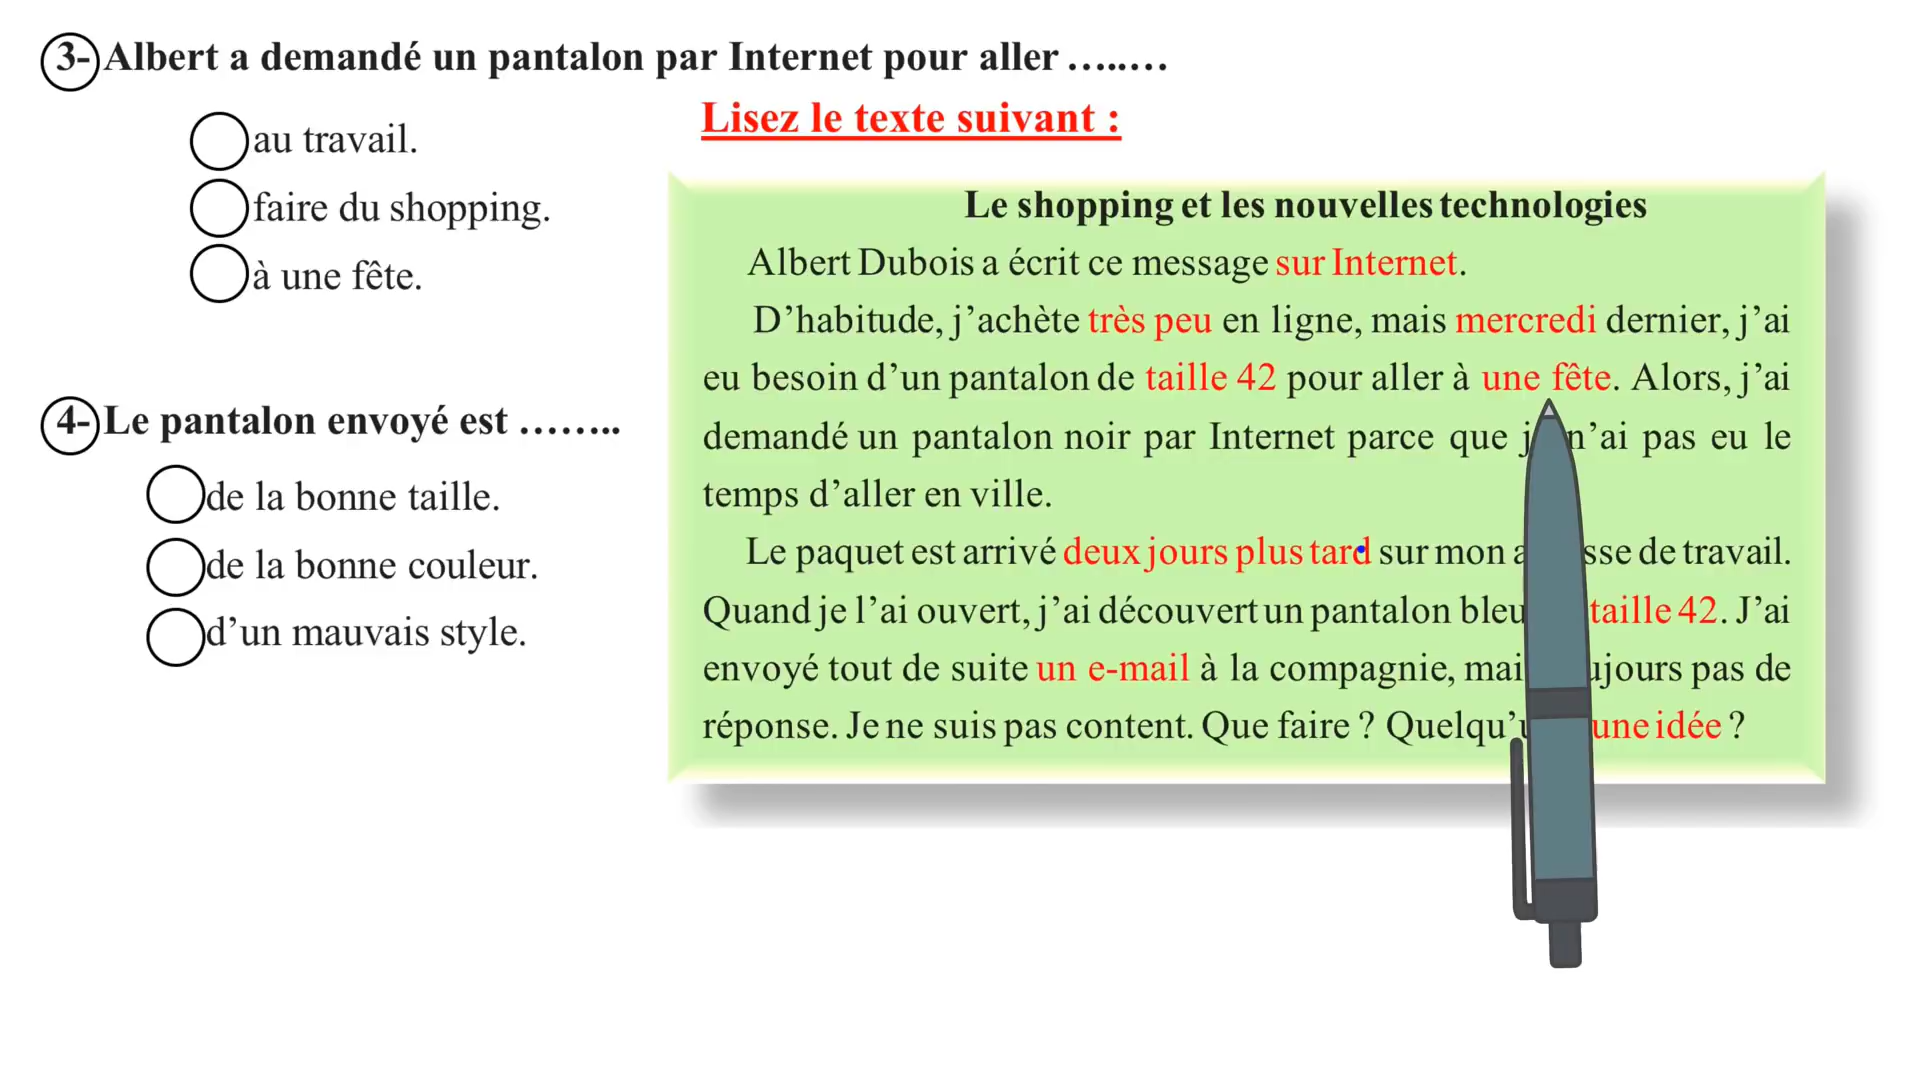 3- Albert a demandé un pantalon par Internet pour aller ........
au travail.
faire du shopping.
à une fête.
4- Le pantalon envoyé est ........
de la bonne taille.
de la bonne couleur.
d’un mauvais style.
Lisez le texte suivant :
Le shopping et les nouvelles technologies
Albert Dubois a écrit ce message sur Internet.
D’habitude, j’achète très peu en ligne, mais mercredi dernier, j’ai
eu besoin d’un pantalon de taille 42 pour aller à une fête. Alors, j’ai
demandé un pantalon noir par Internet parce que n’ai pas eu le
temps d’aller en ville.
Le paquet est arrivé deux jours plus tard sur mon de travail.
Quand je l’ai ouvert, j’ai découvert un pantalon bleu taille 42. J’ai
envoyé tout de suite un e-mail à la compagnie, pas de
réponse. Je ne suis pas content. Que faire ? une idée ?